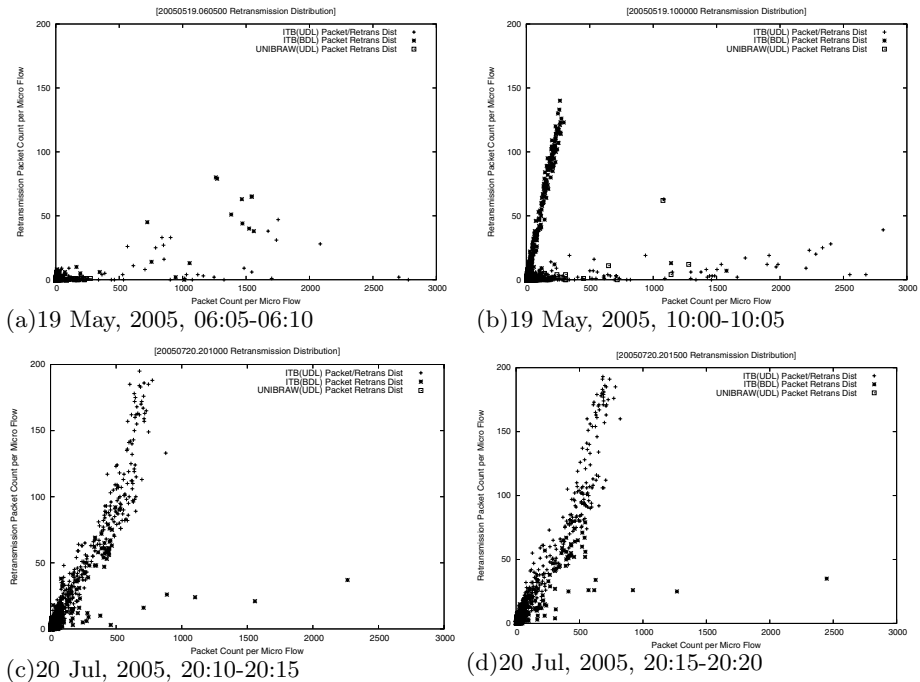 [20050519.060500 Retransmission Distribution]
200
150
100
50
0
Retransmission Packet Count per Micro Flow
ITB(UDL) Packet/Retrans Dist
ITB(BDL) Packet Retrans Dist
UNIBRAW(UDL) Packet Retrans Dist
0 500 1000 1500 2000 2500 3000
Packet Count per Micro Flow
(a)19 May, 2005, 06:05-06:10
[20050519.100000 Retransmission Distribution]
200
150
100
50
0
Retransmission Packet Count per Micro Flow
ITB(UDL) Packet/Retrans Dist
ITB(BDL) Packet Retrans Dist
UNIBRAW(UDL) Packet Retrans Dist
0 500 1000 1500 2000 2500 3000
Packet Count per Micro Flow
(b)19 May, 2005, 10:00-10:05
[20050720.201000 Retransmission Distribution]
200
150
100
50
0
Retransmission Packet Count per Micro Flow
ITB(UDL) Packet/Retrans Dist
ITB(BDL) Packet Retrans Dist
UNIBRAW(UDL) Packet Retrans Dist
0 500 1000 1500 2000 2500 3000
Packet Count per Micro Flow
(c)20 Jul, 2005, 20:10-20:15
[20050720.201500 Retransmission Distribution]
200
150
100
50
0
Retransmission Packet Count per Micro Flow
ITB(UDL) Packet/Retrans Dist
ITB(BDL) Packet Retrans Dist
UNIBRAW(UDL) Packet Retrans Dist
0 500 1000 1500 2000 2500 3000
Packet Count per Micro Flow
(d)20 Jul, 2005, 20:15-20:20